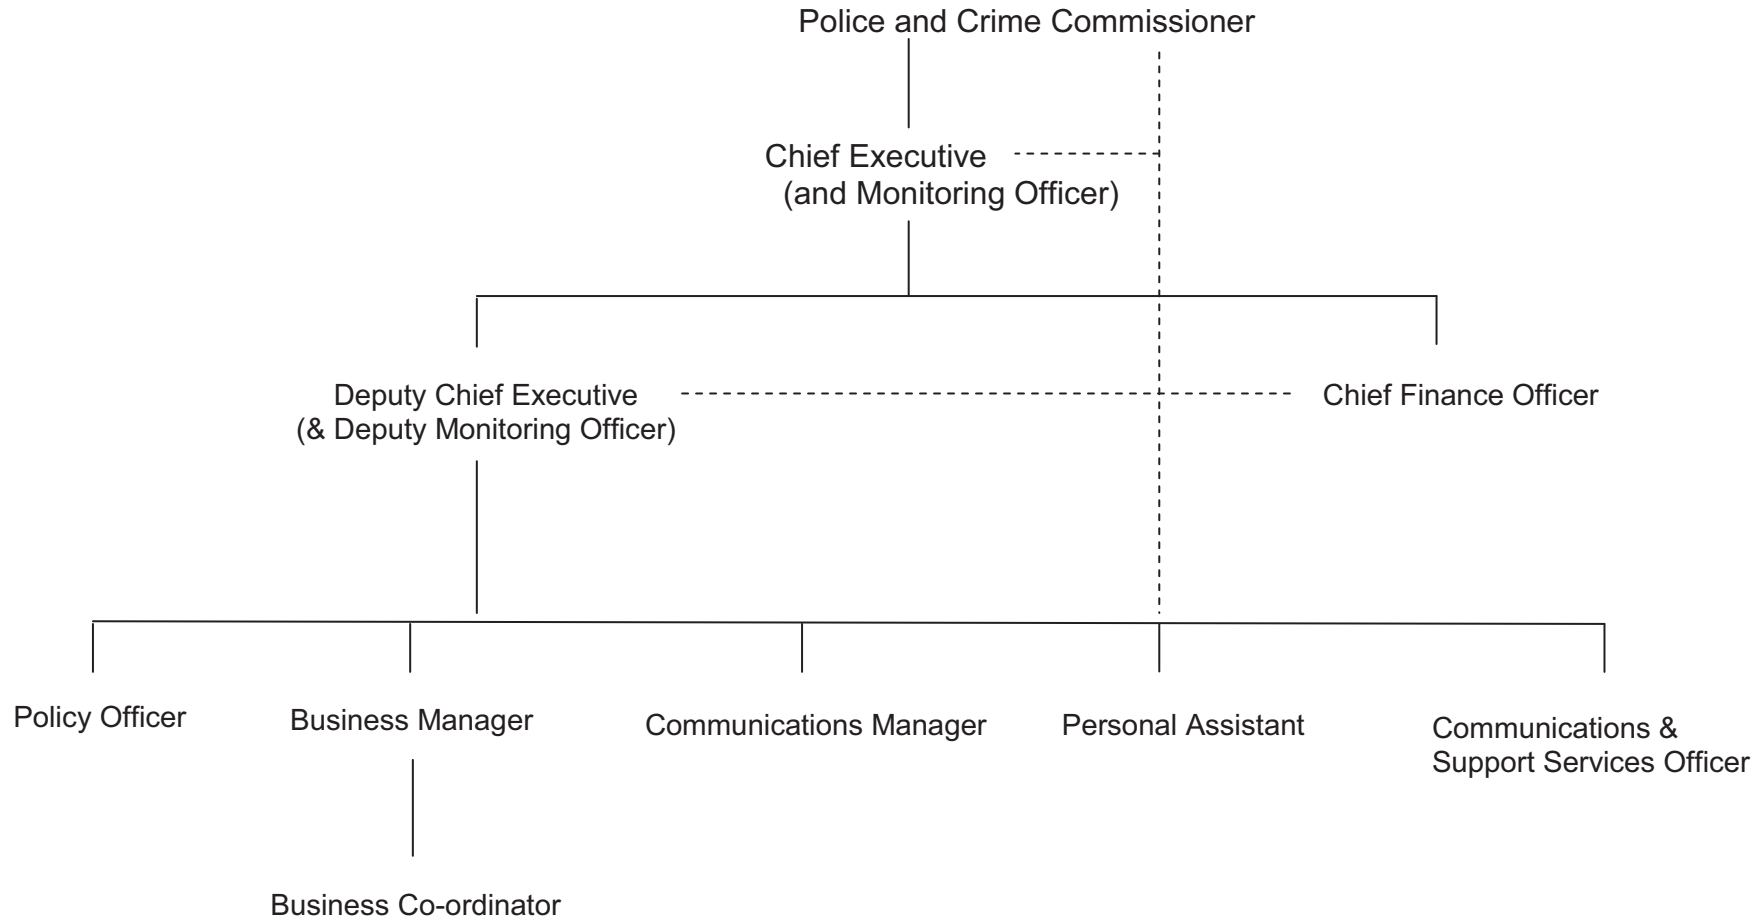 Police and Crime Commissioner
Chief Executive
(and Monitoring Officer)
Deputy Chief Executive
(& Deputy Monitoring Officer)
Chief Finance Officer
Policy Officer
Business Manager
Communications Manager
Personal Assistant
Communications &
Support Services Officer
Business Co-ordinator